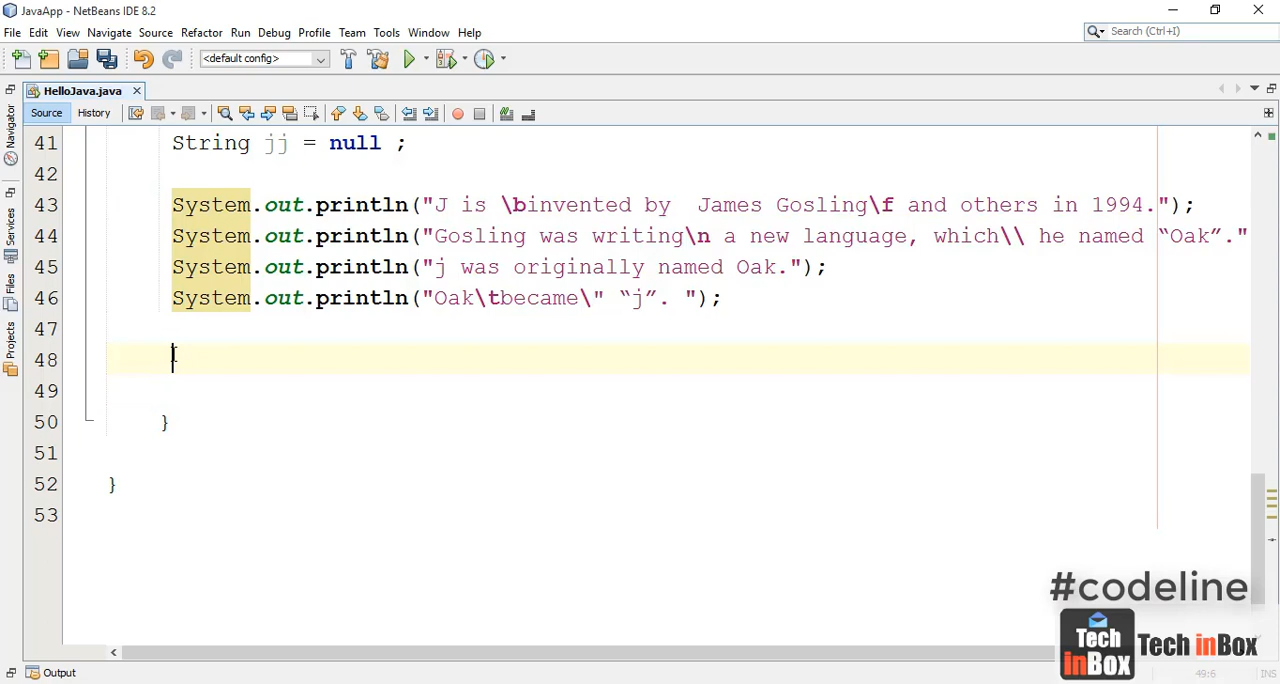 JavaApp - NetBeans IDE 8.2
File Edit View Navigate Source Refactor Run Debug Profile Team Tools Window Help
Search (Ctrl+I)
<default config>
HelloJava.java
Source History
Navigator
Services
Files
Projects
41 String jj = null ;
42
43 System.out.println("J is \binvented by  James Gosling\f and others in 1994.");
44 System.out.println("Gosling was writing\n a new language, which\\ he named “Oak”."
45 System.out.println("j was originally named Oak.");
46 System.out.println("Oak\tbecame\" “j”. ");
47
48
49
50 }
51
52 }
53
#codeline
Tech inBox
Tech inBox
Output
49:6 INS